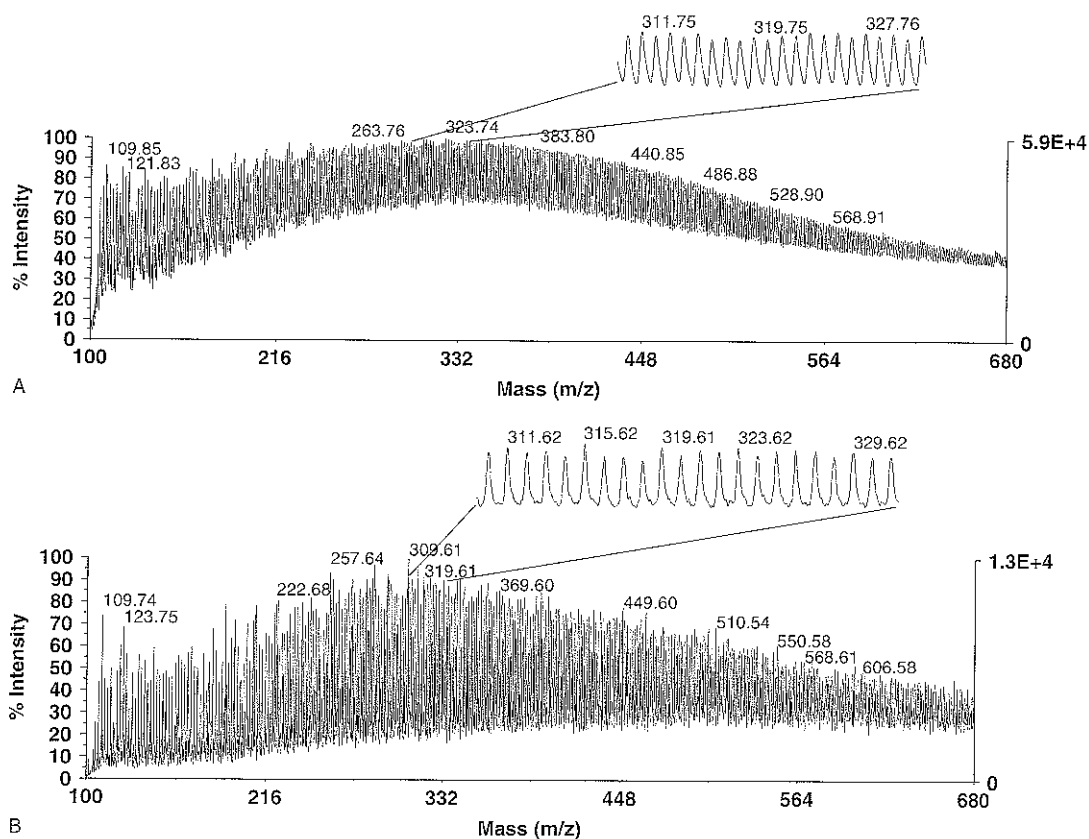 311.75 319.75 327.76
263.76 323.74 383.80 440.85 486.88 528.90 568.91
109.85 121.83
100 90 80 70 60 50 40 30 20 10 0
% Intensity
5.9E+4
0
100 216 332 448 564 680
Mass (m/z)
A
311.62 315.62 319.61 323.62 329.62
109.74 123.75 222.68 257.64 309.61 319.61 369.60 449.60 510.54 550.58 568.61 606.58
100 90 80 70 60 50 40 30 20 10 0
% Intensity
1.3E+4
0
100 216 332 448 564 680
Mass (m/z)
B